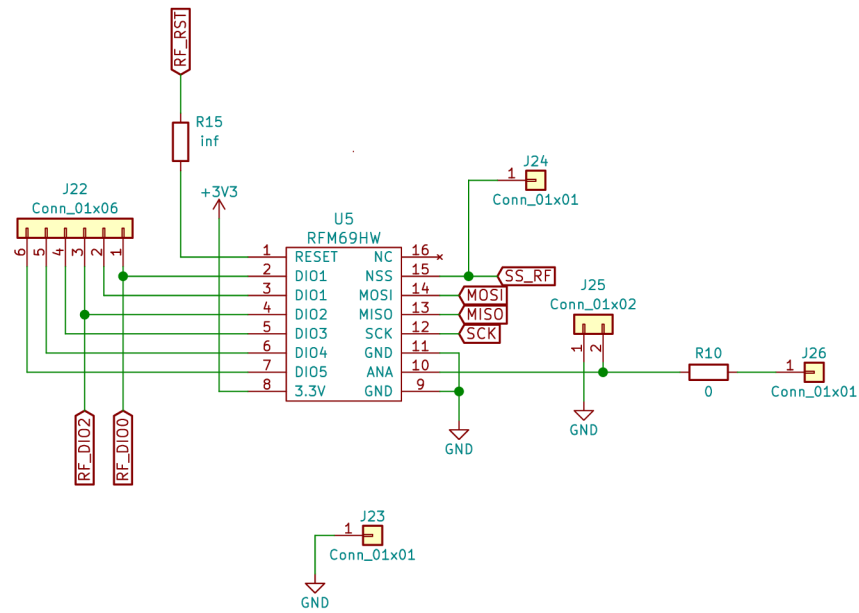 RF_RST
R15
inf
J22
Conn_01x06
6
5
4
3
2
1
+3V3
U5
RFM69HW
1 RESET
2 DIO1
3 DIO1
4 DIO2
5 DIO3
6 DIO4
7 DIO5
8 3.3V
NC 16
NSS 15
MOSI 14
MISO 13
SCK 12
GND 11
ANA 10
GND 9
1
J24
Conn_01x01
SS_RF
MOSI
MISO
SCK
J25
Conn_01x02
1
2
R10
0
1
J26
Conn_01x01
GND
GND
RF_DIO2
RF_DIO0
1
J23
Conn_01x01
GND